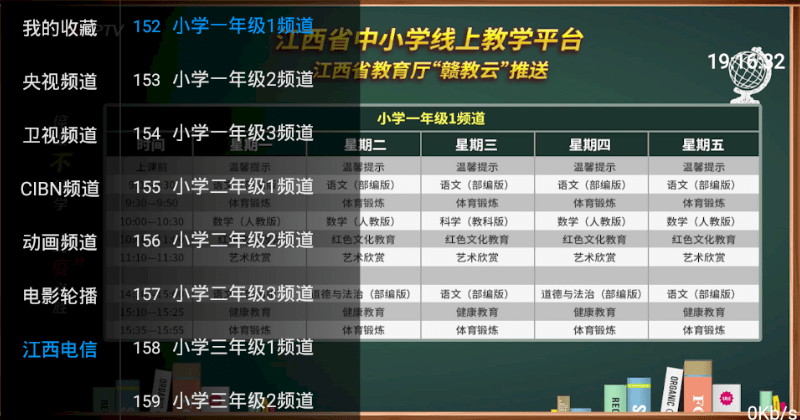 我的收藏
央视频道
卫视频道
CIBN频道
动画频道
电影轮播
江西电信
152 小学一年级1频道
153 小学一年级2频道
154 小学一年级3频道
155 小学二年级1频道
156 小学二年级2频道
157 小学二年级3频道
158 小学三年级1频道
159 小学三年级2频道
江西省中小学线上教学平台
江西省教育厅“赣教云”推送
19:16:32
小学一年级1频道
时间 星期一 星期二 星期三 星期四 星期五
上课前 温馨提示 温馨提示 温馨提示 温馨提示 温馨提示
语文（部编版） 语文（部编版） 语文（部编版） 语文（部编版）
9:30—9:50 体育锻炼 体育锻炼 体育锻炼 体育锻炼 体育锻炼
10:00—10:30 数学（人教版） 数学（人教版） 科学（教科版） 数学（人教版） 数学（人教版）
红色文化教育 红色文化教育 红色文化教育 红色文化教育
11:10—11:30 艺术欣赏 艺术欣赏 艺术欣赏 艺术欣赏 艺术欣赏
道德与法治（部编版） 语文（部编版） 道德与法治（部编版） 语文（部编版）
15:10—15:25 健康教育 健康教育 健康教育 健康教育 健康教育
15:35—15:55 体育锻炼 体育锻炼 体育锻炼 体育锻炼 体育锻炼
ORGANIC
0Kb/s